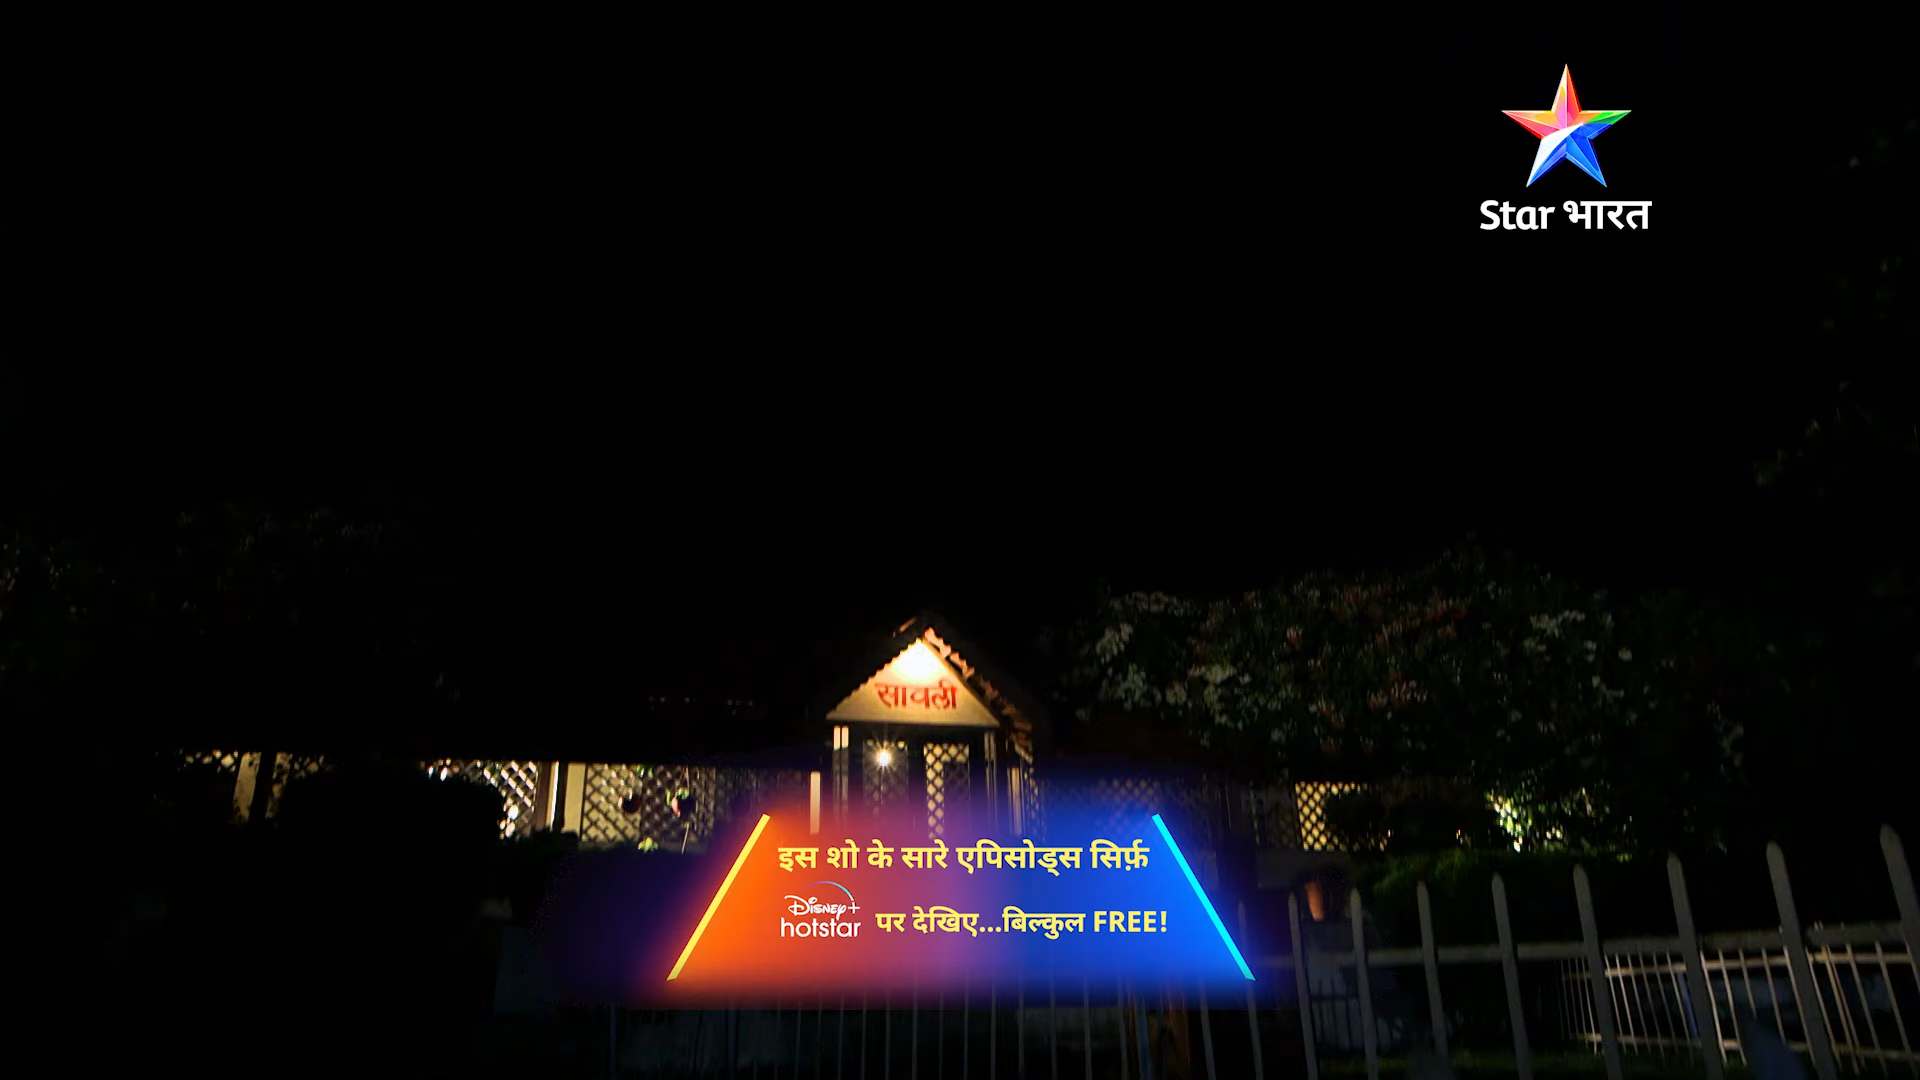 Star भारत
सावली
इस शो के सारे एपिसोड्स सिर्फ़
Disney+ hotstar पर देखिए...बिल्कुल FREE!